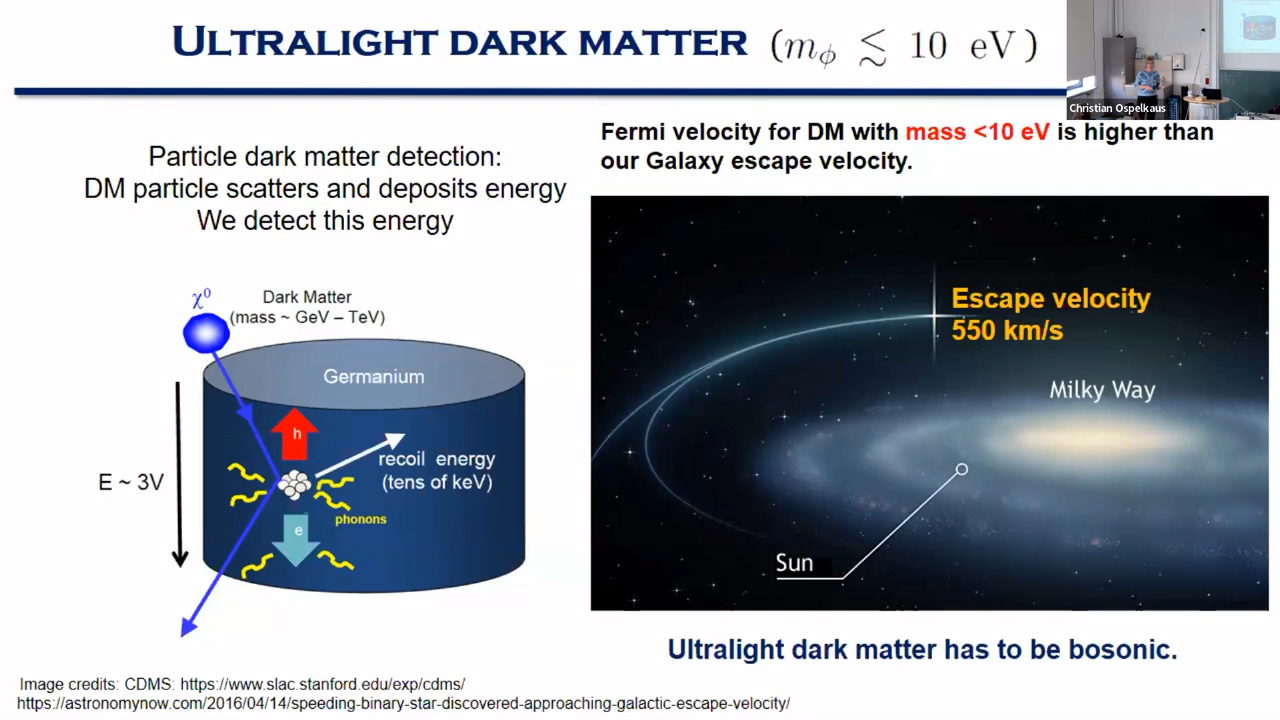 ULTRALIGHT DARK MATTER (mϕ ≲ 10 eV)
Christian Ospelkaus
Particle dark matter detection:
DM particle scatters and deposits energy
We detect this energy
χ⁰
Dark Matter
(mass ~ GeV – TeV)
Germanium
h
recoil energy
(tens of keV)
E ~ 3V
phonons
e
Fermi velocity for DM with mass <10 eV is higher than
our Galaxy escape velocity.
Escape velocity
550 km/s
Milky Way
Sun
Ultralight dark matter has to be bosonic.
Image credits: CDMS: https://www.slac.stanford.edu/exp/cdms/
https://astronomynow.com/2016/04/14/speeding-binary-star-discovered-approaching-galactic-escape-velocity/